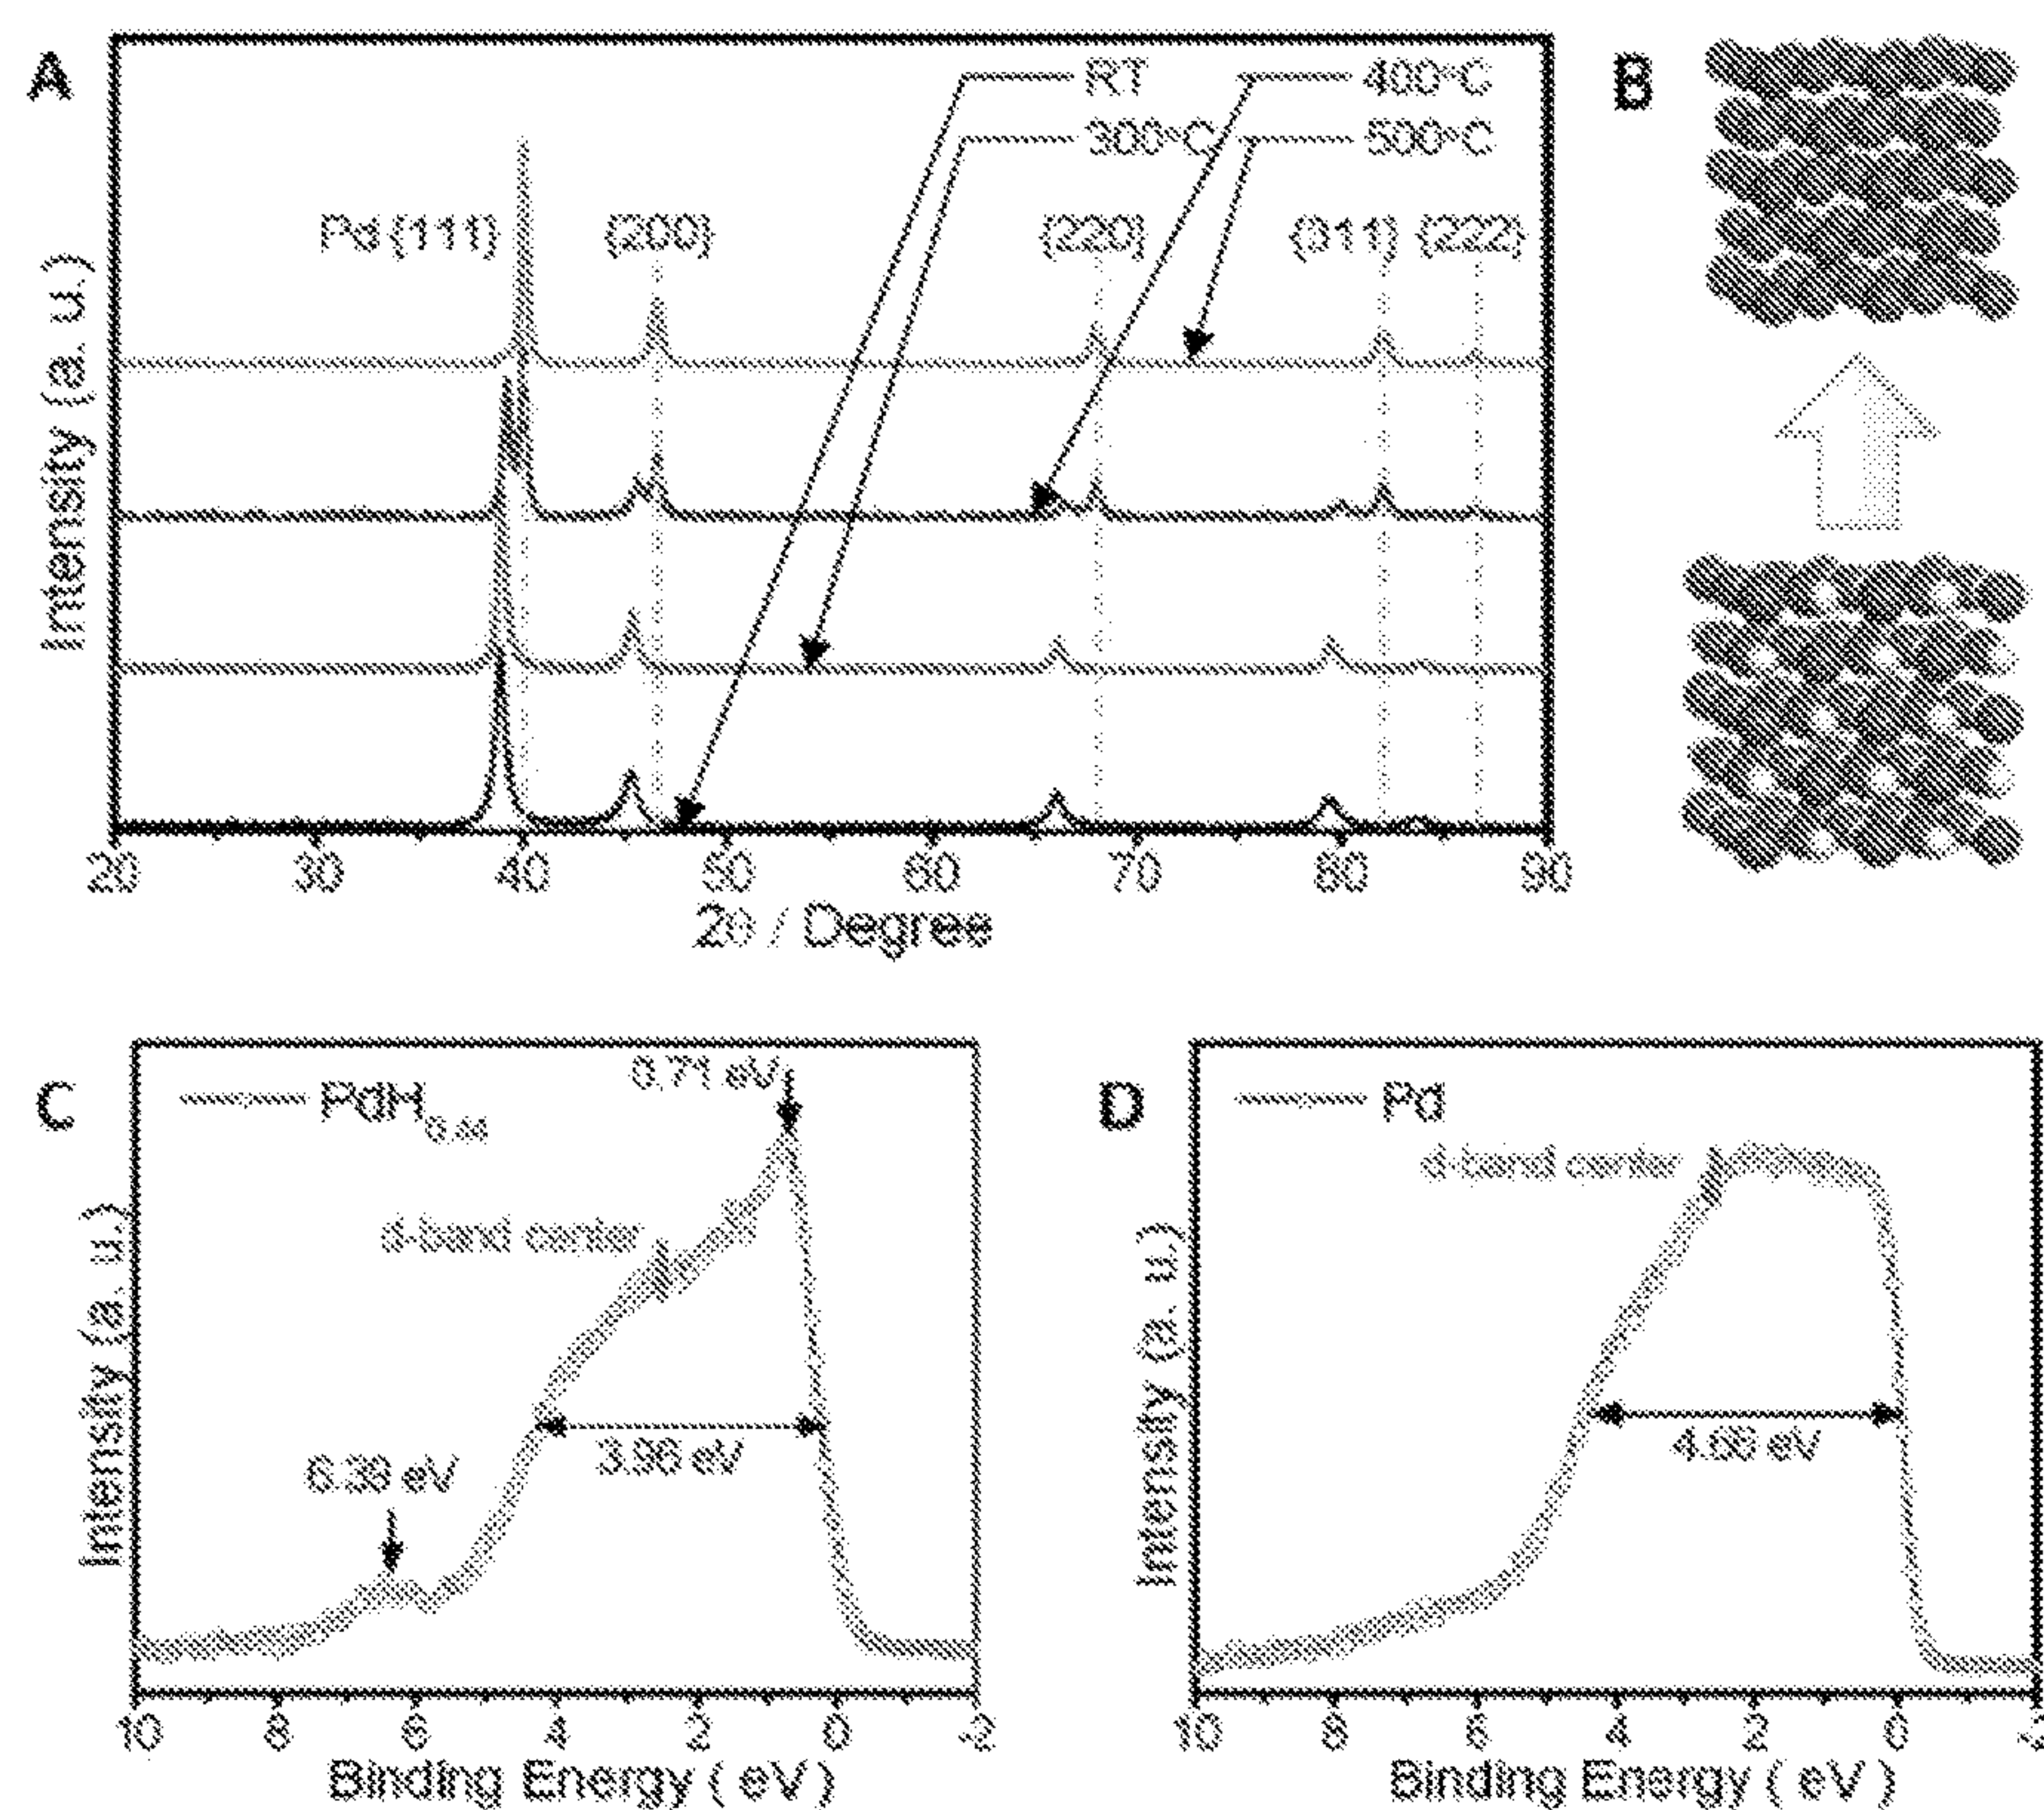 A
RT
400°C
B
300°C
500°C
Pd {111}
{200}
{220}
{311}
{222}
Intensity (a. u.)
20
30
40
50
60
70
80
90
2θ / Degree
C
PdH0.44
0.71 eV
d-band center
3.96 eV
6.38 eV
Intensity (a. u.)
10
8
6
4
2
0
-2
Binding Energy ( eV )
D
Pd
d-band center
eV
Intensity (a. u.)
10
8
6
4
2
0
Binding Energy ( eV )